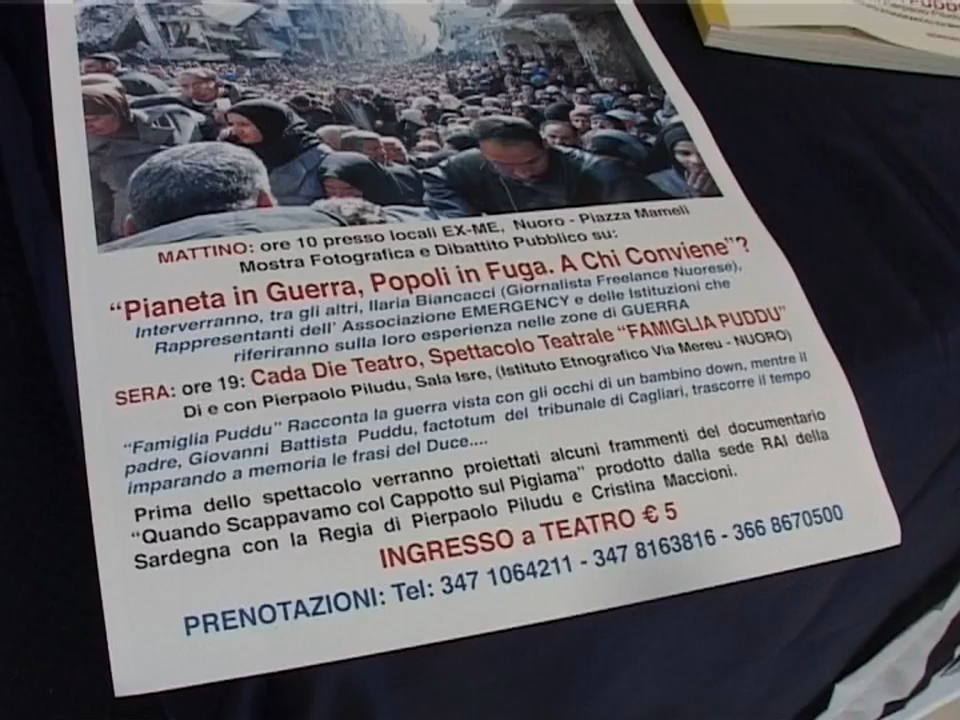 MATTINO: ore 10 presso locali EX-ME, Nuoro - Piazza Mameli
Mostra Fotografica e Dibattito Pubblico su:
"Pianeta in Guerra, Popoli in Fuga. A Chi Conviene"?
Interverranno, tra gli altri, Ilaria Biancacci (Giornalista Freelance Nuorese),
Rappresentanti dell' Associazione EMERGENCY e delle Istituzioni che
riferiranno sulla loro esperienza nelle zone di GUERRA
SERA: ore 19: Cada Die Teatro, Spettacolo Teatrale "FAMIGLIA PUDDU"
Di e con Pierpaolo Piludu, Sala Isre, (Istituto Etnografico Via Mereu - NUORO)
"Famiglia Puddu" Racconta la guerra vista con gli occhi di un bambino down, mentre il
padre, Giovanni Battista Puddu, factotum del tribunale di Cagliari, trascorre il tempo
imparando a memoria le frasi del Duce....
Prima dello spettacolo verranno proiettati alcuni frammenti del documentario
"Quando Scappavamo col Cappotto sul Pigiama" prodotto dalla sede RAI della
Sardegna con la Regia di Pierpaolo Piludu e Cristina Maccioni.
INGRESSO a TEATRO € 5
PRENOTAZIONI: Tel: 347 1064211 - 347 8163816 - 366 8670500